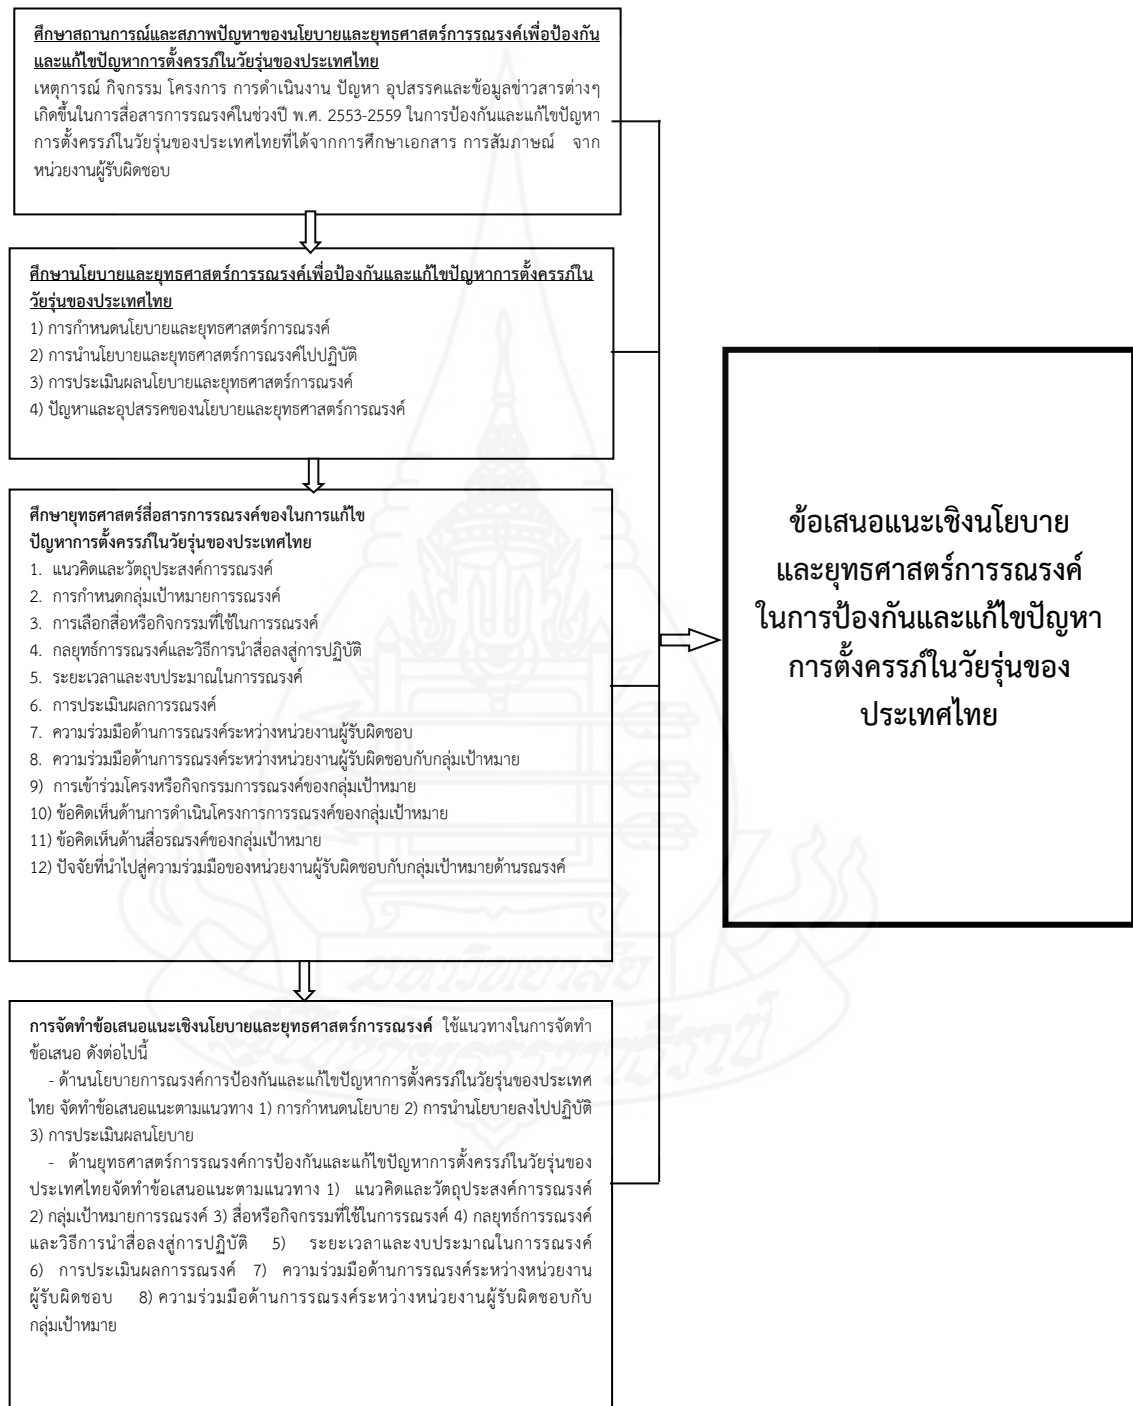 ศึกษาสถานการณ์และสภาพปัญหาของนโยบายและยุทธศาสตร์การรณรงค์เพื่อป้องกัน
และแก้ไขปัญหาการตั้งครรภ์ในวัยรุ่นของประเทศไทย
เหตุการณ์ กิจกรรม โครงการ การดำเนินงาน ปัญหา อุปสรรคและข้อมูลข่าวสารต่างๆ
เกิดขึ้นในการสื่อสารการรณรงค์ในช่วงปี พ.ศ. 2553-2559 ในการป้องกันและแก้ไขปัญหา
การตั้งครรภ์ในวัยรุ่นของประเทศไทยที่ได้จากการศึกษาเอกสาร การสัมภาษณ์ จาก
หน่วยงานผู้รับผิดชอบ
ศึกษานโยบายและยุทธศาสตร์การรณรงค์เพื่อป้องกันและแก้ไขปัญหาการตั้งครรภ์ใน
วัยรุ่นของประเทศไทย
1) การกำหนดนโยบายและยุทธศาสตร์การณรงค์
2) การนำนโยบายและยุทธศาสตร์การณรงค์ไปปฏิบัติ
3) การประเมินผลนโยบายและยุทธศาสตร์การณรงค์
4) ปัญหาและอุปสรรคของนโยบายและยุทธศาสตร์การณรงค์
ศึกษายุทธศาสตร์สื่อสารการรณรงค์ของในการแก้ไข
ปัญหาการตั้งครรภ์ในวัยรุ่นของประเทศไทย
1. แนวคิดและวัตถุประสงค์การรณรงค์
2. การกำหนดกลุ่มเป้าหมายการรณรงค์
3. การเลือกสื่อหรือกิจกรรมที่ใช้ในการรณรงค์
4. กลยุทธ์การรณรงค์และวิธีการนำสื่อลงสู่การปฏิบัติ
5. ระยะเวลาและงบประมาณในการรณรงค์
6. การประเมินผลการรณรงค์
7. ความร่วมมือด้านการรณรงค์ระหว่างหน่วยงานผู้รับผิดชอบ
8. ความร่วมมือด้านการรณรงค์ระหว่างหน่วยงานผู้รับผิดชอบกับกลุ่มเป้าหมาย
9) การเข้าร่วมโครงหรือกิจกรรมการรณรงค์ของกลุ่มเป้าหมาย
10) ข้อคิดเห็นด้านการดำเนินโครงการการรณรงค์ของกลุ่มเป้าหมาย
11) ข้อคิดเห็นด้านสื่อรณรงค์ของกลุ่มเป้าหมาย
12) ปัจจัยที่นำไปสู่ความร่วมมือของหน่วยงานผู้รับผิดชอบกับกลุ่มเป้าหมายด้านรณรงค์
การจัดทำข้อเสนอแนะเชิงนโยบายและยุทธศาสตร์การรณรงค์ ใช้แนวทางในการจัดทำ
ข้อเสนอ ดังต่อไปนี้
- ด้านนโยบายการณรงค์การป้องกันและแก้ไขปัญหาการตั้งครรภ์ในวัยรุ่นของประเทศ
ไทย จัดทำข้อเสนอแนะตามแนวทาง 1) การกำหนดนโยบาย 2) การนำนโยบายลงไปปฏิบัติ
3) การประเมินผลนโยบาย
- ด้านยุทธศาสตร์การรณรงค์การป้องกันและแก้ไขปัญหาการตั้งครรภ์ในวัยรุ่นของ
ประเทศไทยจัดทำข้อเสนอแนะตามแนวทาง 1) แนวคิดและวัตถุประสงค์การรณรงค์
2) กลุ่มเป้าหมายการรณรงค์ 3) สื่อหรือกิจกรรมที่ใช้ในการรณรงค์ 4) กลยุทธ์การรณรงค์
และวิธีการนำสื่อลงสู่การปฏิบัติ 5) ระยะเวลาและงบประมาณในการรณรงค์
6) การประเมินผลการรณรงค์ 7) ความร่วมมือด้านการรณรงค์ระหว่างหน่วยงาน
ผู้รับผิดชอบ 8) ความร่วมมือด้านการรณรงค์ระหว่างหน่วยงานผู้รับผิดชอบกับ
กลุ่มเป้าหมาย
ข้อเสนอแนะเชิงนโยบาย
และยุทธศาสตร์การรณรงค์
ในการป้องกันและแก้ไขปัญหา
การตั้งครรภ์ในวัยรุ่นของ
ประเทศไทย
มหาวิทยาลัย
สุโขทัยธรรมาธิราช